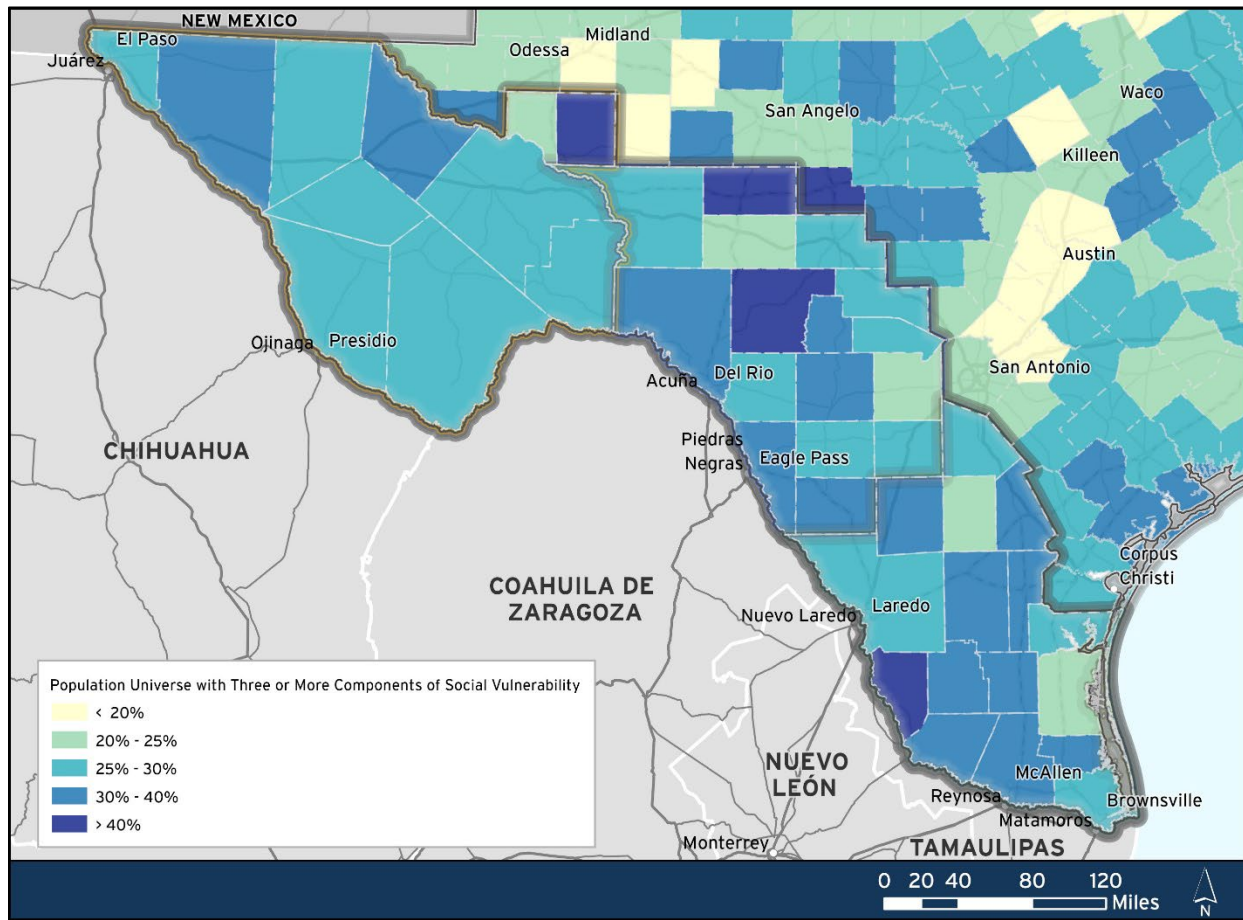 NEW MEXICO
El Paso
Juárez
Midland
Odessa
San Angelo
Waco
Killeen
Austin
San Antonio
Ojinaga
Presidio
Acuña
Del Rio
Piedras
Negras
Eagle Pass
CHIHUAHUA
COAHUILA DE
ZARAGOZA
Corpus
Christi
Nuevo Laredo
Laredo
NUEVO
LEÓN
McAllen
Reynosa
Brownsville
Matamoros
Monterrey
TAMAULIPAS
Population Universe with Three or More Components of Social Vulnerability
< 20%
20% - 25%
25% - 30%
30% - 40%
> 40%
0 20 40 80 120
Miles
N